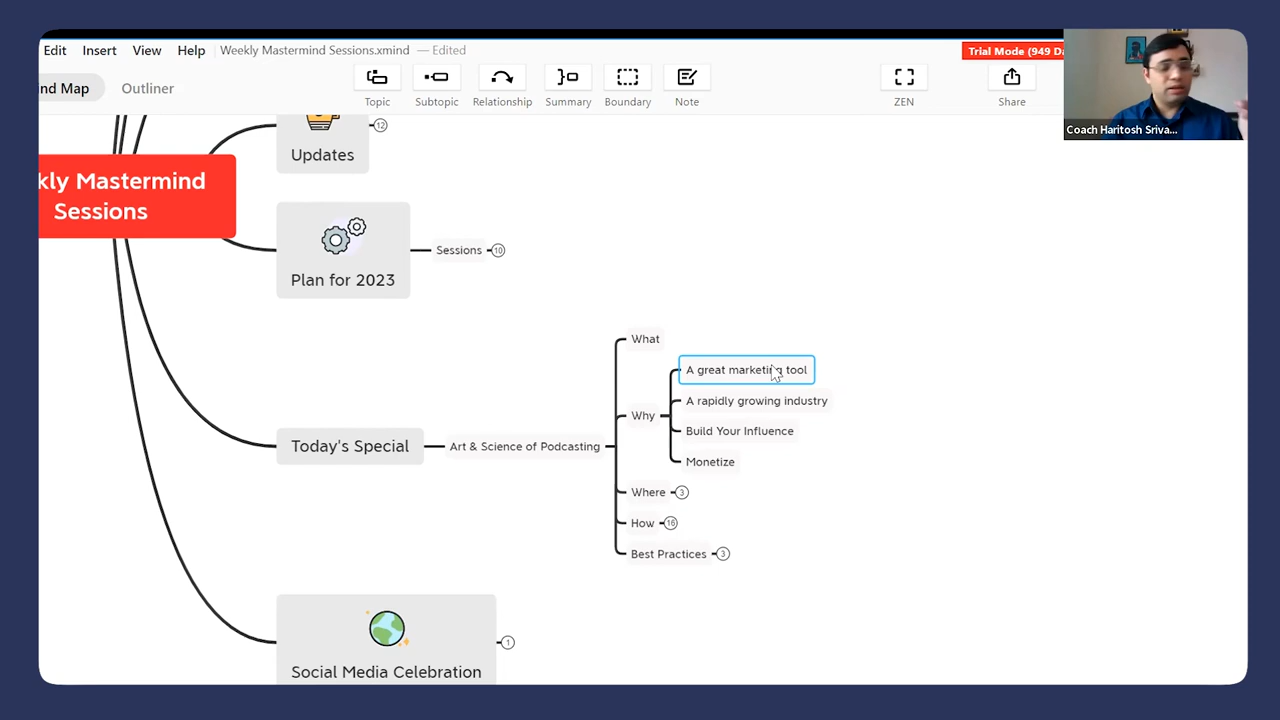 Edit Insert View Help Weekly Mastermind Sessions.xmind — Edited
Trial Mode (949
nd Map Outliner
Topic Subtopic Relationship Summary Boundary Note ZEN Share
Coach Haritosh Sriva...
12
Updates
kly Mastermind
Sessions
Plan for 2023
Sessions 10
What
Why
A great marketing tool
A rapidly growing industry
Build Your Influence
Monetize
Today's Special
Art & Science of Podcasting
Where 3
How 16
Best Practices 3
Social Media Celebration
1